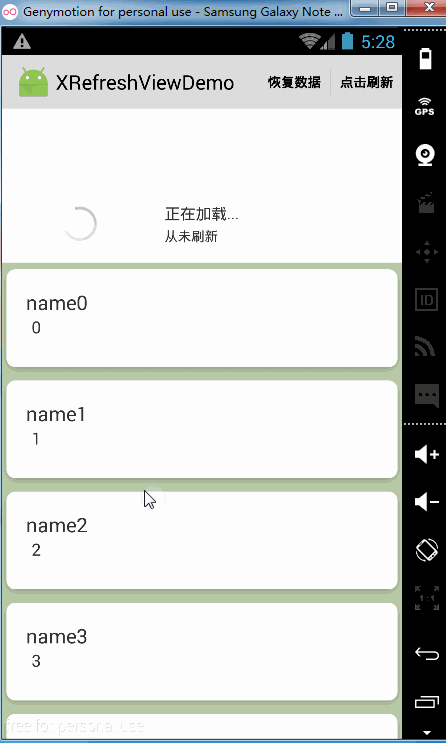 Genymotion for personal use - Samsung Galaxy Note ...
5:28
XRefreshViewDemo 恢复数据 点击刷新
GPS
正在加载...
从未刷新
name0
0
ID
name1
1
name2
2
1:1
name3
3
free for personal use